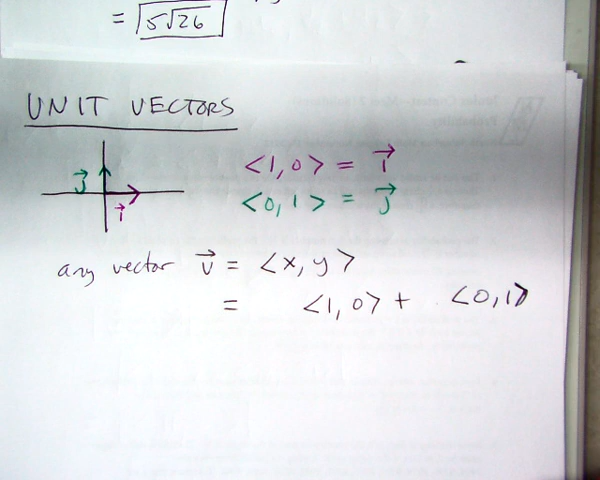 = 5√26
UNIT VECTORS
j⃗
i⃗
<1, 0> = i⃗
<0, 1> = j⃗
any vector v⃗ = <x, y>
= <1, 0> + <0, 1>